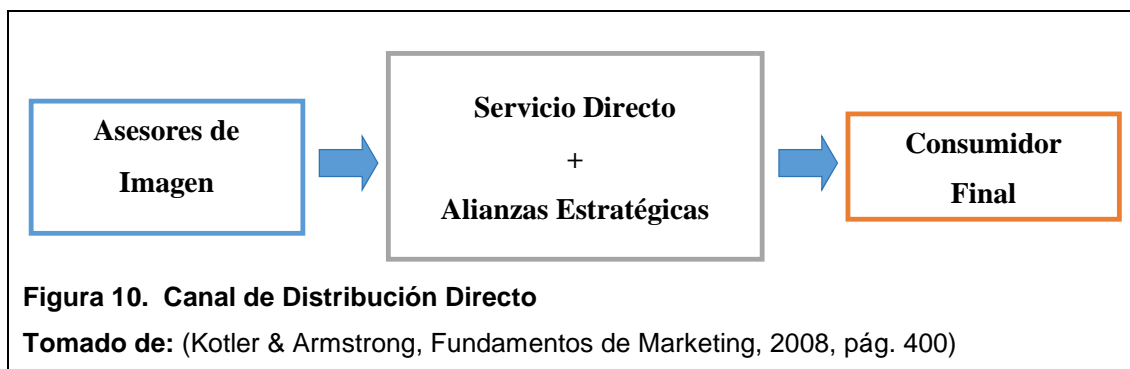 Asesores de
Imagen
Servicio Directo
+
Alianzas Estratégicas
Consumidor
Final
Figura 10.  Canal de Distribución Directo
Tomado de: (Kotler & Armstrong, Fundamentos de Marketing, 2008, pág. 400)